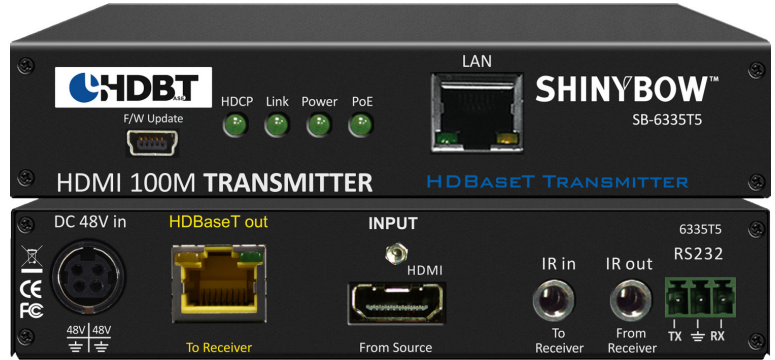 HDBT
ASE
F/W Update
HDCP Link Power PoE
LAN
SHINYBOW™
SB-6335T5
HDMI 100M TRANSMITTER
HDBaseT Transmitter
DC 48V in
HDBaseT out
INPUT
HDMI
IR in
IR out
6335T5
RS232
CE
FC
48V 48V
To Receiver
From Source
To
Receiver
From
Receiver
TX RX